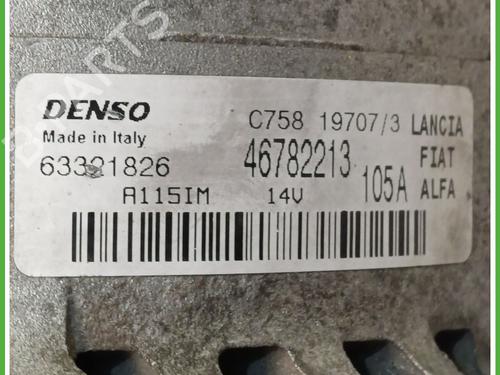 DENSO C758 19707/3 LANCIA
Made in Italy 46782213 FIAT
63321826 105A ALFA
A115IM 14V